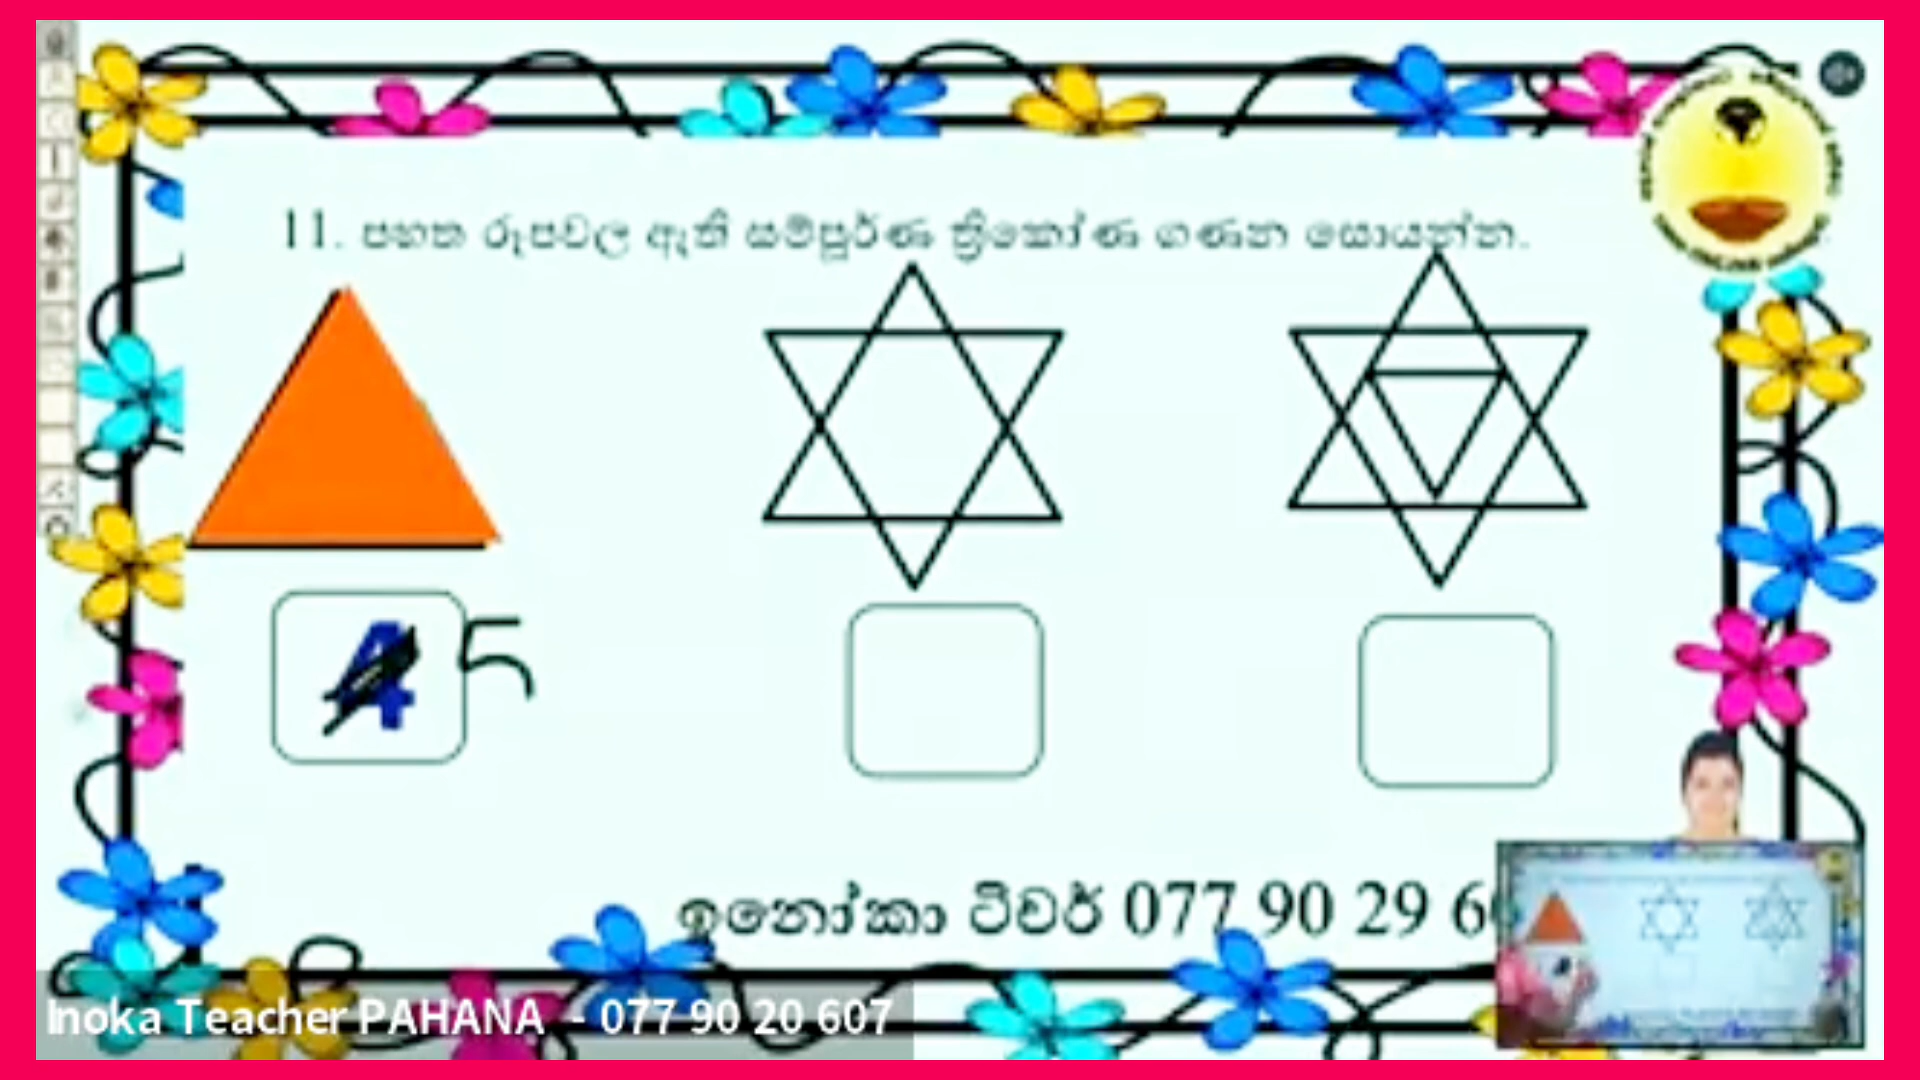 11. පහත රූපවල ඇති සම්පූර්ණ ත්‍රිකෝණ ගණන සොයන්න.
4 5
ඉනෝකා ටීචර් 077 90 29 6
Inoka Teacher PAHANA - 077 90 20 607